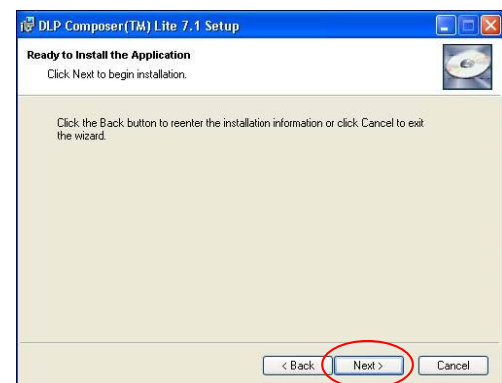 DLP Composer(TM) Lite 7.1 Setup
Ready to Install the Application
Click Next to begin installation.
Click the Back button to reenter the installation information or click Cancel to exit
the wizard.
< Back Next > Cancel